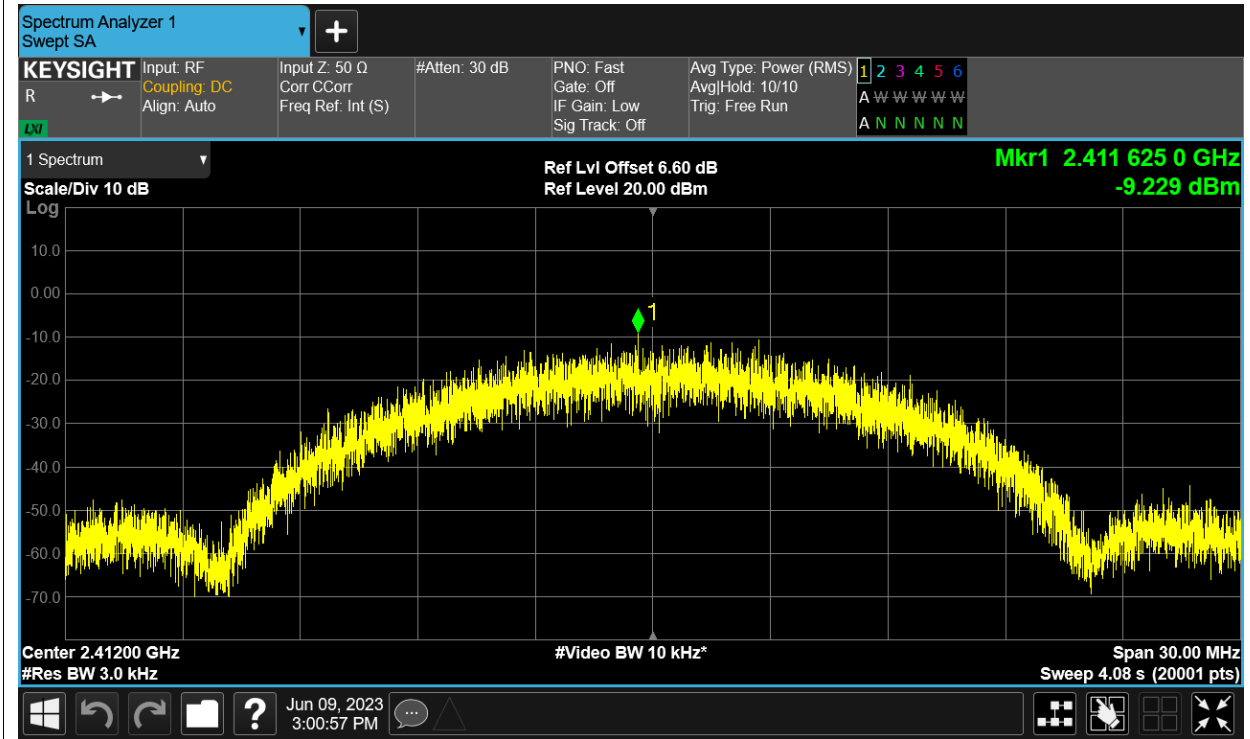 Spectrum Analyzer 1
Swept SA
KEYSIGHT
R
LXI
Input: RF
Coupling: DC
Align: Auto
Input Z: 50 Ω
Corr CCorr
Freq Ref: Int (S)
#Atten: 30 dB
PNO: Fast
Gate: Off
IF Gain: Low
Sig Track: Off
Avg Type: Power (RMS)
Avg|Hold: 10/10
Trig: Free Run
1 2 3 4 5 6
A W W W W W
A N N N N N
1 Spectrum
Scale/Div 10 dB
Log
Ref Lvl Offset 6.60 dB
Ref Level 20.00 dBm
Mkr1 2.411 625 0 GHz
-9.229 dBm
10.0
0.00
1
-10.0
-20.0
-30.0
-40.0
-50.0
-60.0
-70.0
Center 2.41200 GHz
#Video BW 10 kHz*
Span 30.00 MHz
#Res BW 3.0 kHz
Sweep 4.08 s (20001 pts)
?
Jun 09, 2023
3:00:57 PM